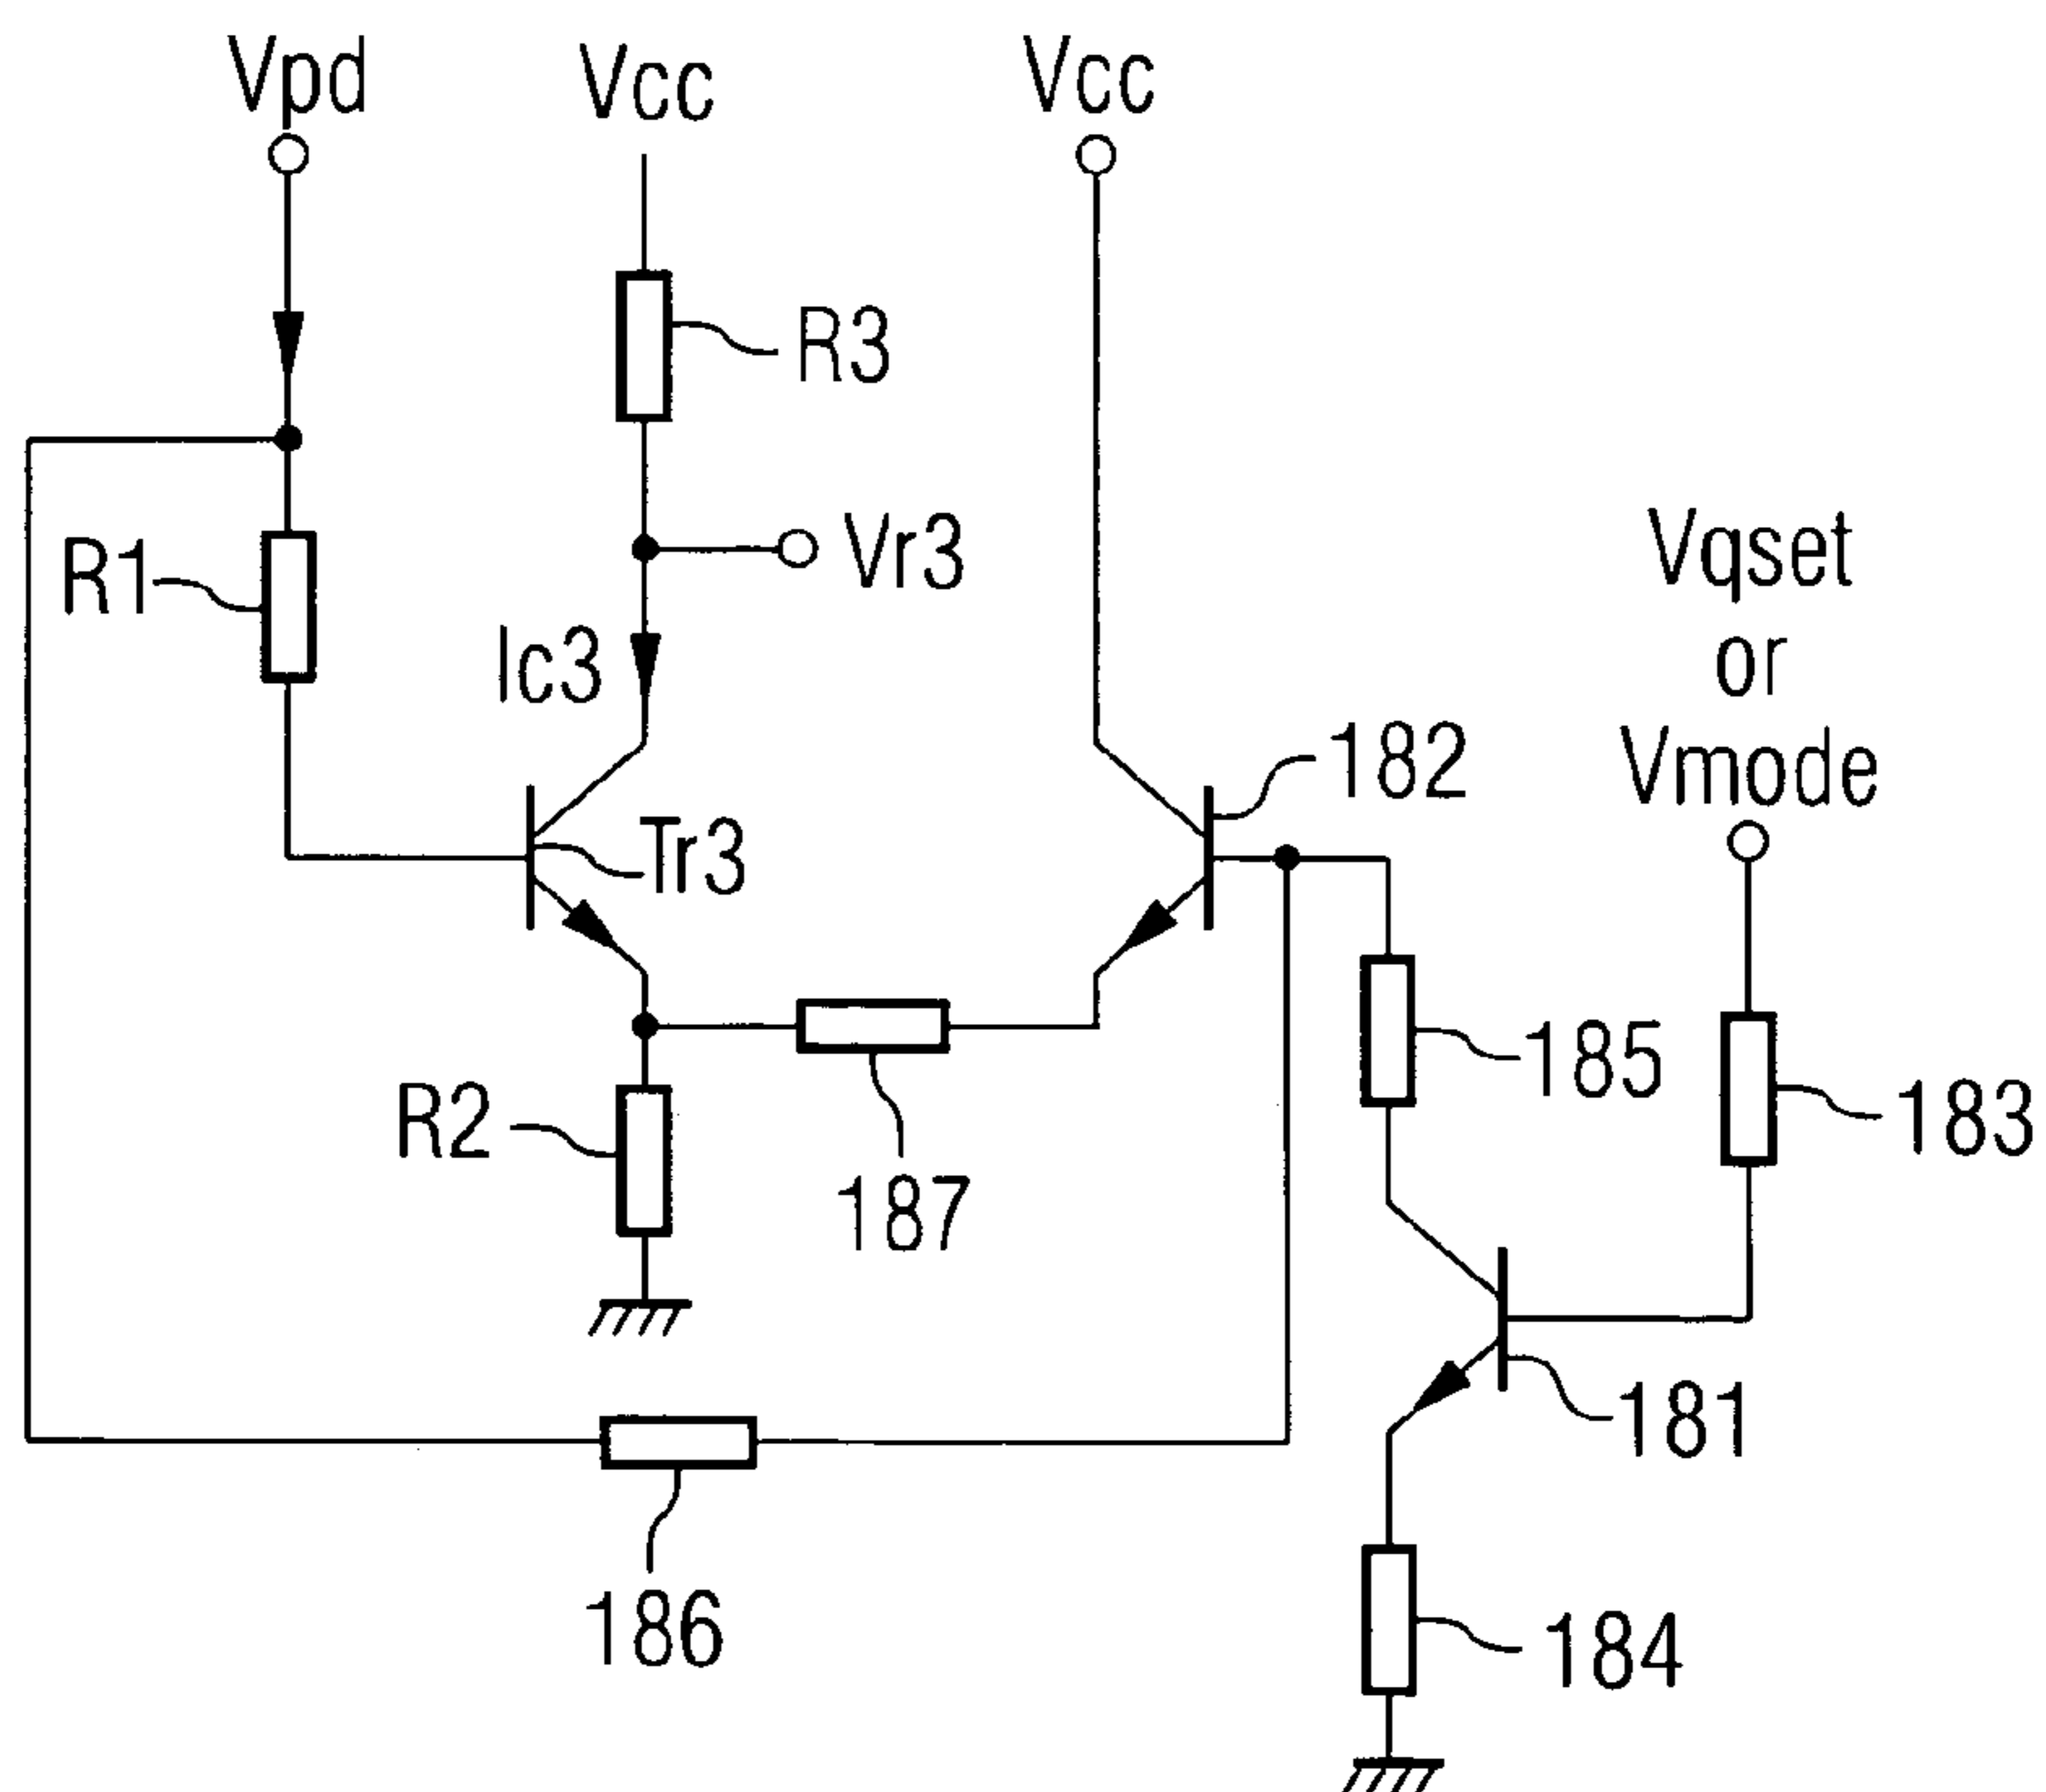 Vpd
Vcc
Vcc
R3
Vr3
R1
Ic3
Vqset
or
Vmode
182
Tr3
185
183
R2
187
181
186
184